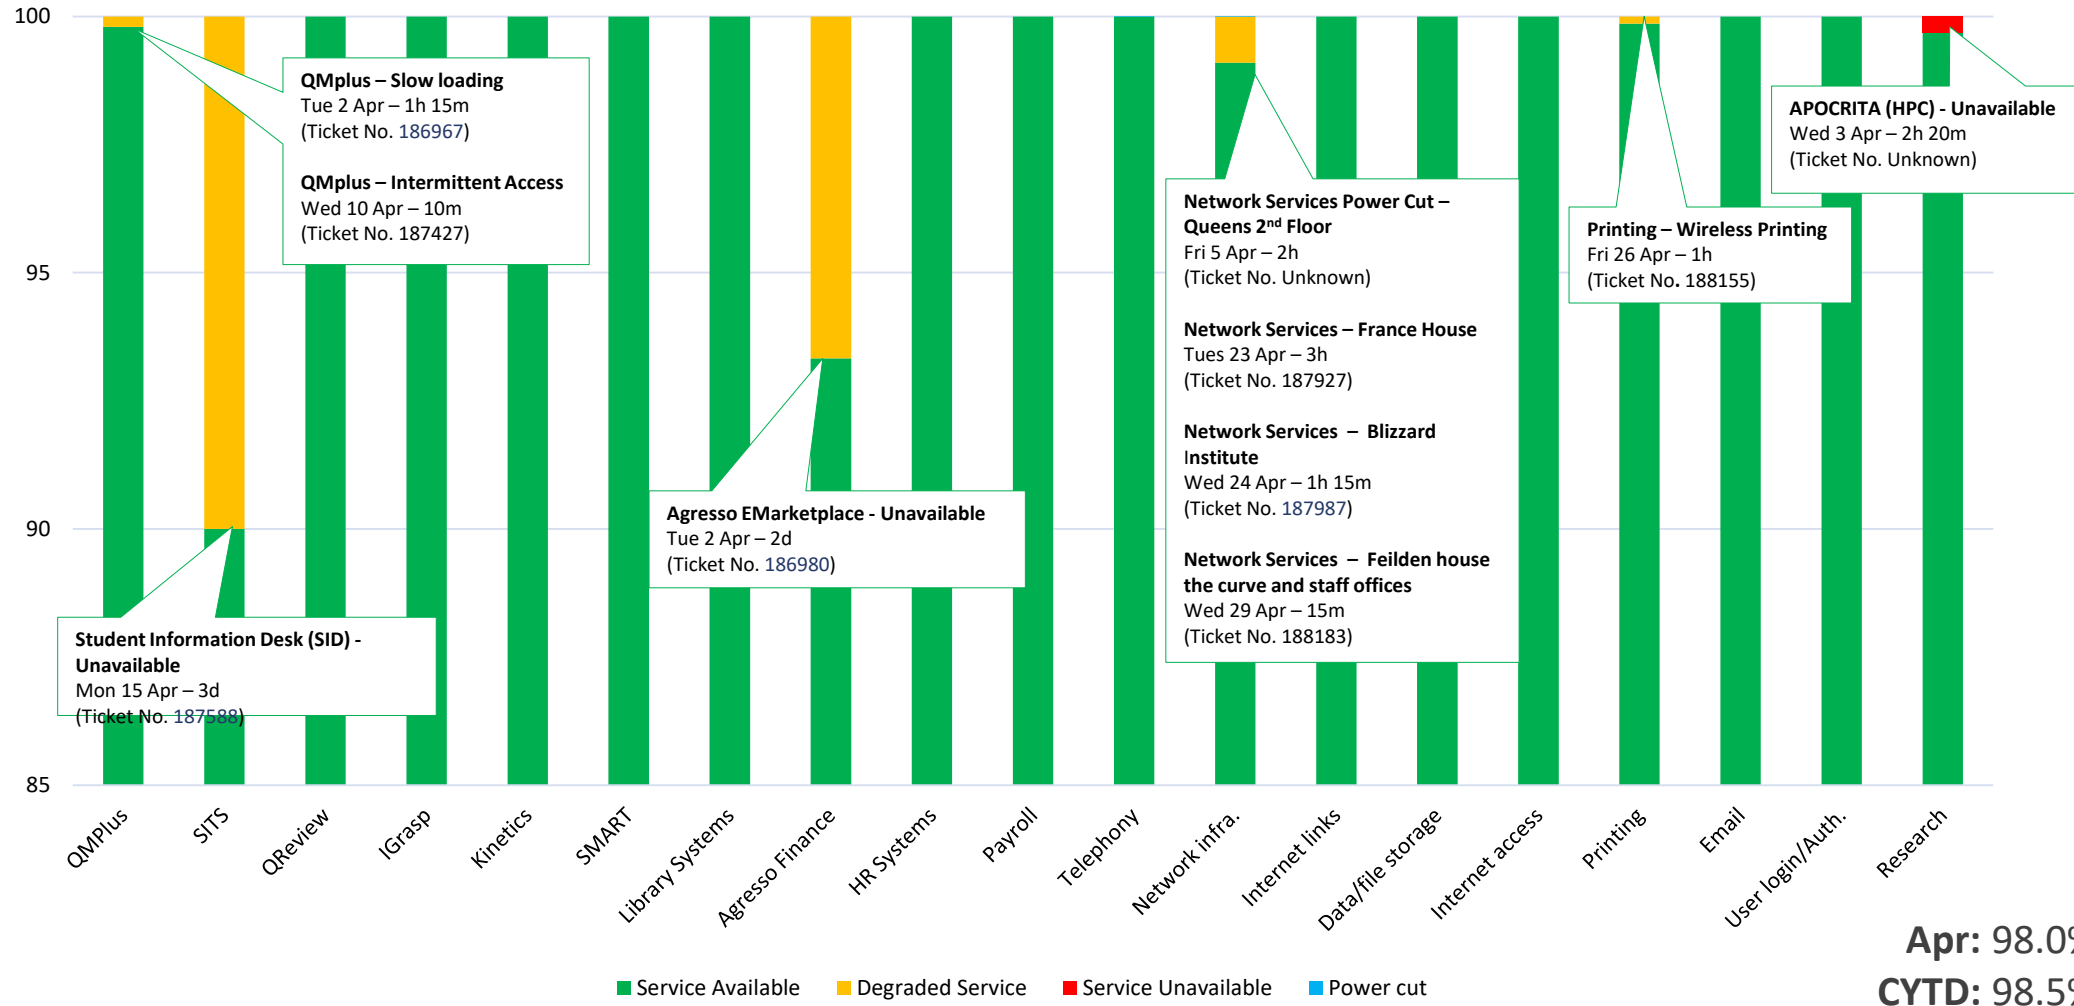 100
95
90
85
QMplus – Slow loading
Tue 2 Apr – 1h 15m
(Ticket No. 186967)
QMplus – Intermittent Access
Wed 10 Apr – 10m
(Ticket No. 187427)
Student Information Desk (SID) -
Unavailable
Mon 15 Apr – 3d
(Ticket No. 187588)
Agresso EMarketplace - Unavailable
Tue 2 Apr – 2d
(Ticket No. 186980)
Network Services Power Cut –
Queens 2nd Floor
Fri 5 Apr – 2h
(Ticket No. Unknown)
Network Services – France House
Tues 23 Apr – 3h
(Ticket No. 187927)
Network Services – Blizzard
Institute
Wed 24 Apr – 1h 15m
(Ticket No. 187987)
Network Services – Feilden house
the curve and staff offices
Wed 29 Apr – 15m
(Ticket No. 188183)
Printing – Wireless Printing
Fri 26 Apr – 1h
(Ticket No. 188155)
APOCRITA (HPC) - Unavailable
Wed 3 Apr – 2h 20m
(Ticket No. Unknown)
QMPlus
SITS
QReview
IGrasp
Kinetics
SMART
Library Systems
Agresso Finance
HR Systems
Payroll
Telephony
Network infra.
Internet links
Data/file storage
Internet access
Printing
Email
User login/Auth.
Research
Service Available
Degraded Service
Service Unavailable
Power cut
Apr: 98.0%
CYTD: 98.5%